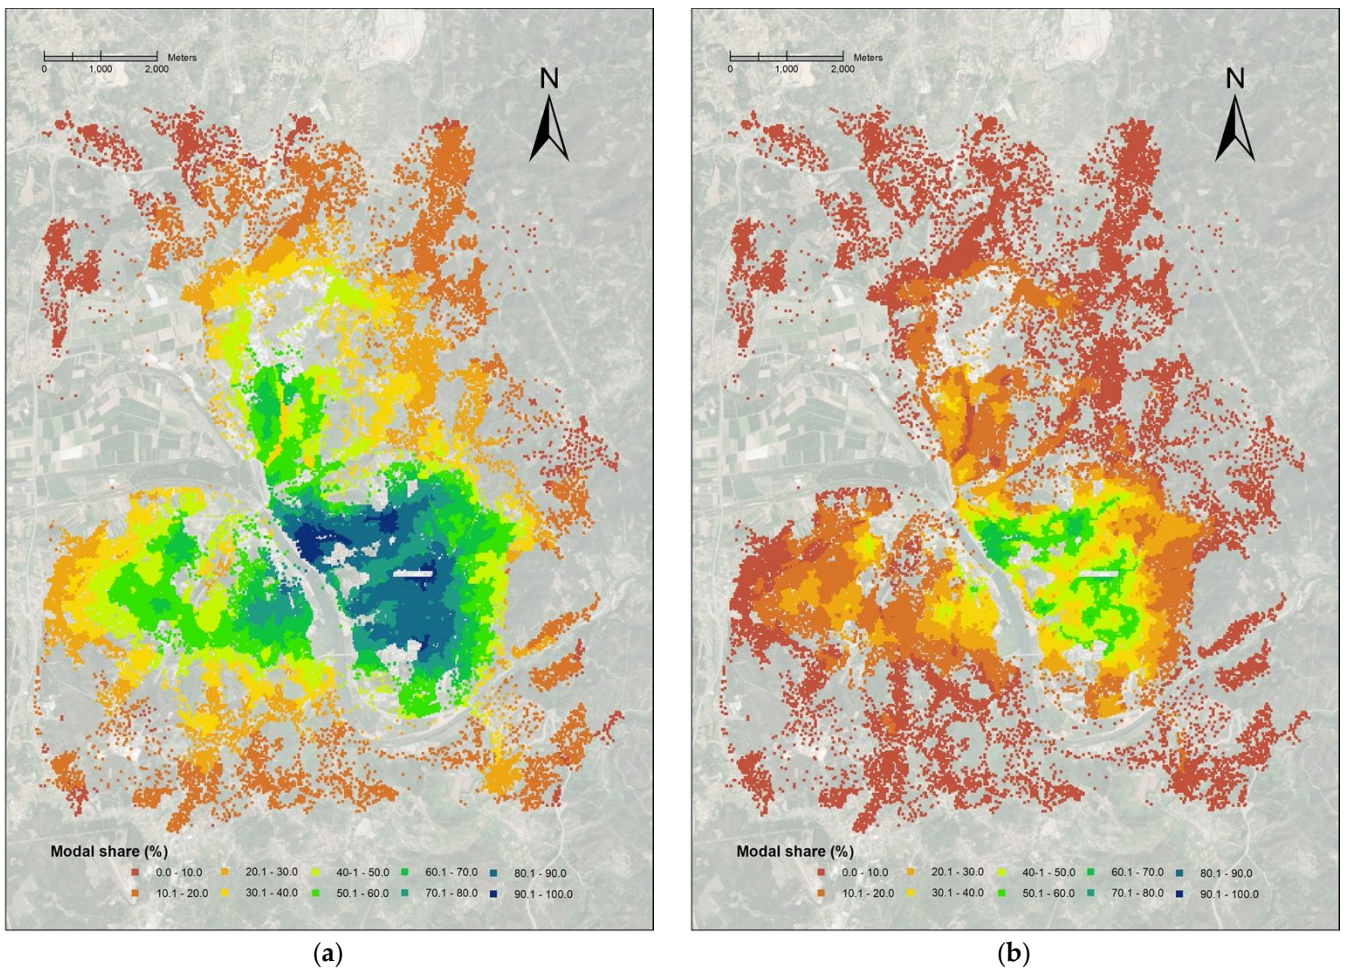 Meters
0 1,000 2,000
N
Modal share (%)
0.0 - 10.0 20.1 - 30.0 40.1 - 50.0 60.1 - 70.0 80.1 - 90.0
10.1 - 20.0 30.1 - 40.0 50.1 - 60.0 70.1 - 80.0 90.1 - 100.0
(a)
Meters
0 1,000 2,000
N
Modal share (%)
0.0 - 10.0 20.1 - 30.0 40.1 - 50.0 60.1 - 70.0 80.1 - 90.0
10.1 - 20.0 30.1 - 40.0 50.1 - 60.0 70.1 - 80.0 90.1 - 100.0
(b)